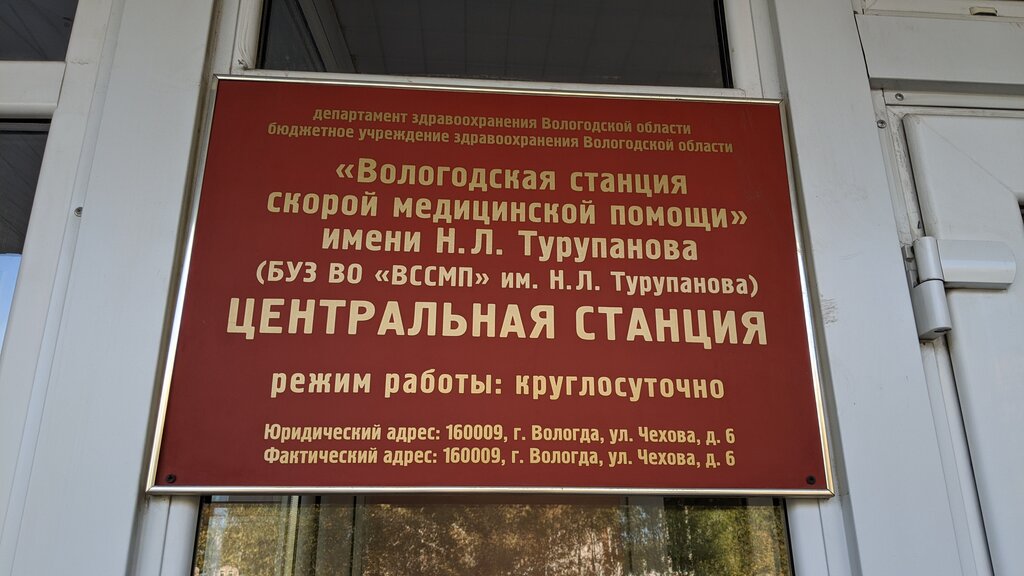 департамент здравоохранения Вологодской области
бюджетное учреждение здравоохранения Вологодской области
«Вологодская станция
скорой медицинской помощи»
имени Н.Л. Турупанова
(БУЗ ВО «ВССМП» им. Н.Л. Турупанова)
ЦЕНТРАЛЬНАЯ СТАНЦИЯ
режим работы: круглосуточно
Юридический адрес: 160009, г. Вологда, ул. Чехова, д. 6
Фактический адрес: 160009, г. Вологда, ул. Чехова, д. 6